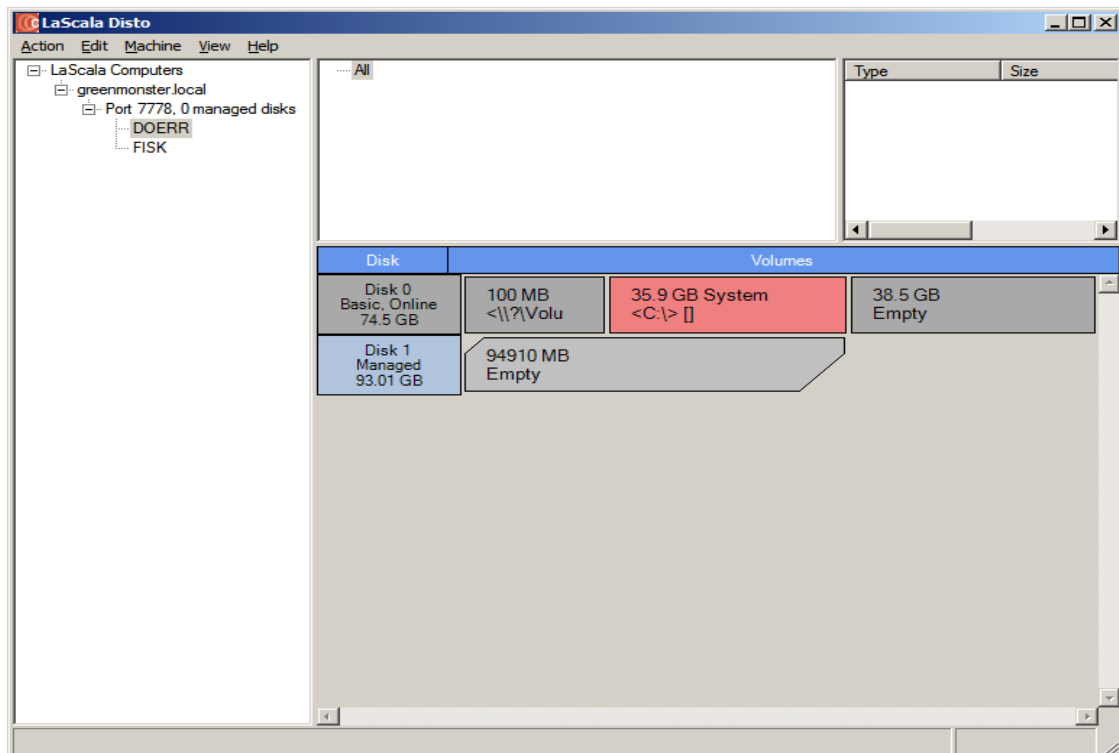 LaScala Disto
Action Edit Machine View Help
LaScala Computers
greenmonster.local
Port 7778, 0 managed disks
DOERR
FISK
All
Type Size
Disk Volumes
Disk 0
Basic, Online
74.5 GB
100 MB
<\\?\Volu
35.9 GB System
<C:\> []
38.5 GB
Empty
Disk 1
Managed
93.01 GB
94910 MB
Empty